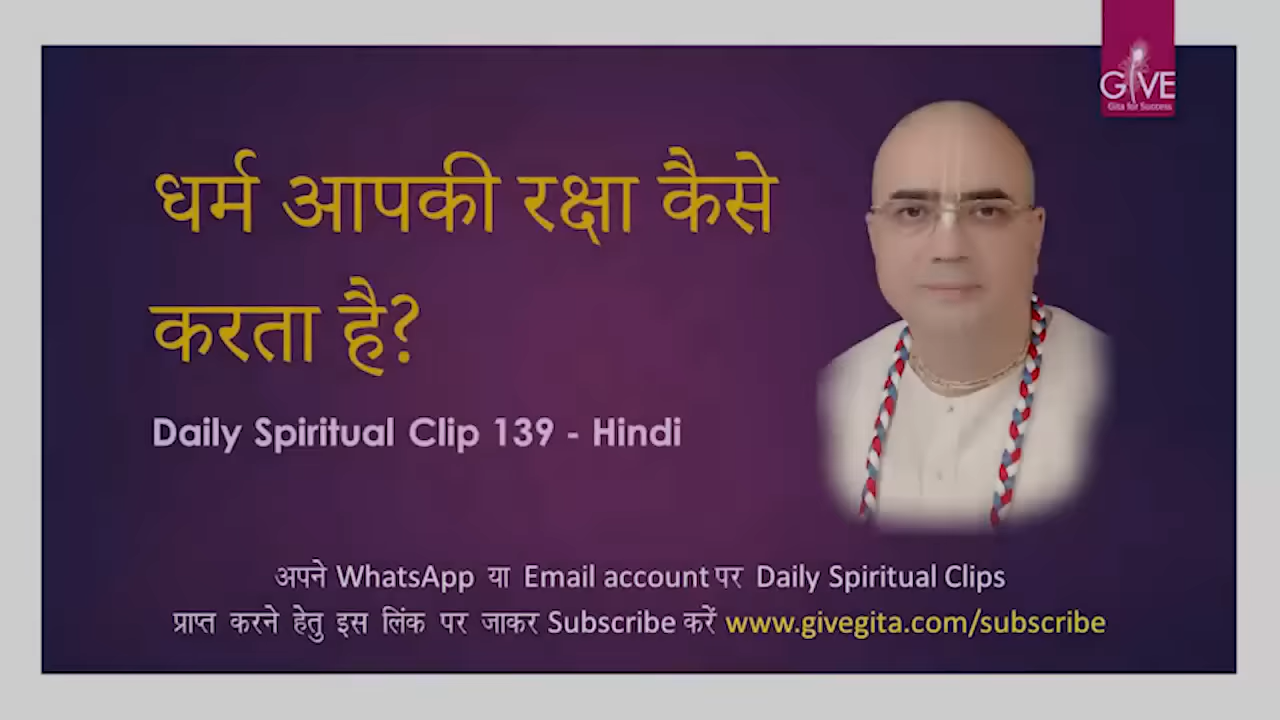 GIVE
Gita for Success
धर्म आपकी रक्षा कैसे
करता है?
Daily Spiritual Clip 139 - Hindi
अपने WhatsApp या Email account पर Daily Spiritual Clips
प्राप्त करने हेतु इस लिंक पर जाकर Subscribe करें www.givegita.com/subscribe